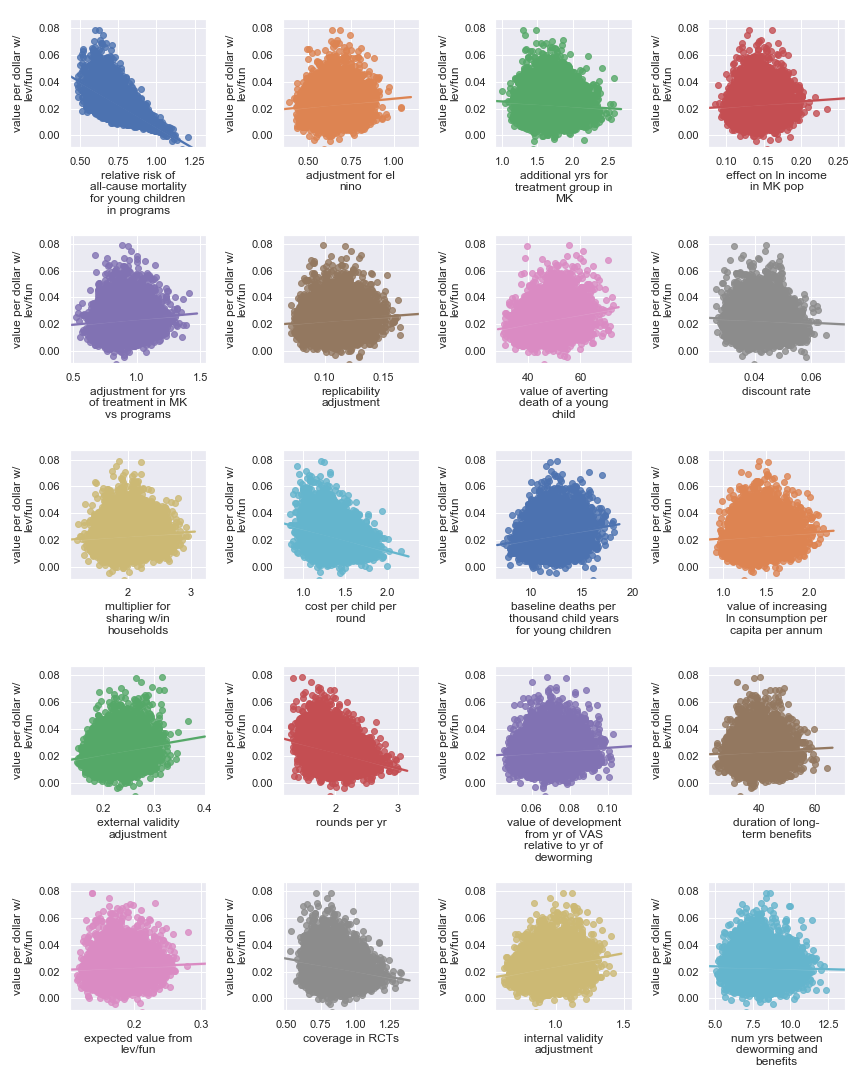 0.08
0.06
0.04
0.02
0.00
value per dollar w/
lev/fun
0.50 0.75 1.00 1.25
relative risk of
all-cause mortality
for young children
in programs
0.08
0.06
0.04
0.02
0.00
value per dollar w/
lev/fun
0.50 0.75 1.00
adjustment for el
nino
0.08
0.06
0.04
0.02
0.00
value per dollar w/
lev/fun
1.0 1.5 2.0 2.5
additional yrs for
treatment group in
MK
0.08
0.06
0.04
0.02
0.00
value per dollar w/
lev/fun
0.10 0.15 0.20 0.25
effect on ln income
in MK pop
0.08
0.06
0.04
0.02
0.00
value per dollar w/
lev/fun
0.5 1.0 1.5
adjustment for yrs
of treatment in MK
vs programs
0.08
0.06
0.04
0.02
0.00
value per dollar w/
lev/fun
0.10 0.15
replicability
adjustment
0.08
0.06
0.04
0.02
0.00
value per dollar w/
lev/fun
40 60
value of averting
death of a young
child
0.08
0.06
0.04
0.02
0.00
value per dollar w/
lev/fun
0.04 0.06
discount rate
0.08
0.06
0.04
0.02
0.00
value per dollar w/
lev/fun
2 3
multiplier for
sharing w/in
households
0.08
0.06
0.04
0.02
0.00
value per dollar w/
lev/fun
1.0 1.5 2.0
cost per child per
round
0.08
0.06
0.04
0.02
0.00
value per dollar w/
lev/fun
10 15 20
baseline deaths per
thousand child years
for young children
0.08
0.06
0.04
0.02
0.00
value per dollar w/
lev/fun
1.0 1.5 2.0
value of increasing
ln consumption per
capita per annum
0.08
0.06
0.04
0.02
0.00
value per dollar w/
lev/fun
0.2 0.3 0.4
external validity
adjustment
0.08
0.06
0.04
0.02
0.00
value per dollar w/
lev/fun
2 3
rounds per yr
0.08
0.06
0.04
0.02
0.00
value per dollar w/
lev/fun
0.06 0.08 0.10
value of development
from yr of VAS
relative to yr of
deworming
0.08
0.06
0.04
0.02
0.00
value per dollar w/
lev/fun
40 60
duration of long-
term benefits
0.08
0.06
0.04
0.02
0.00
value per dollar w/
lev/fun
0.2 0.3
expected value from
lev/fun
0.08
0.06
0.04
0.02
0.00
value per dollar w/
lev/fun
0.50 0.75 1.00 1.25
coverage in RCTs
0.08
0.06
0.04
0.02
0.00
value per dollar w/
lev/fun
1.0 1.5
internal validity
adjustment
0.08
0.06
0.04
0.02
0.00
value per dollar w/
lev/fun
5.0 7.5 10.0 12.5
num yrs between
deworming and
benefits